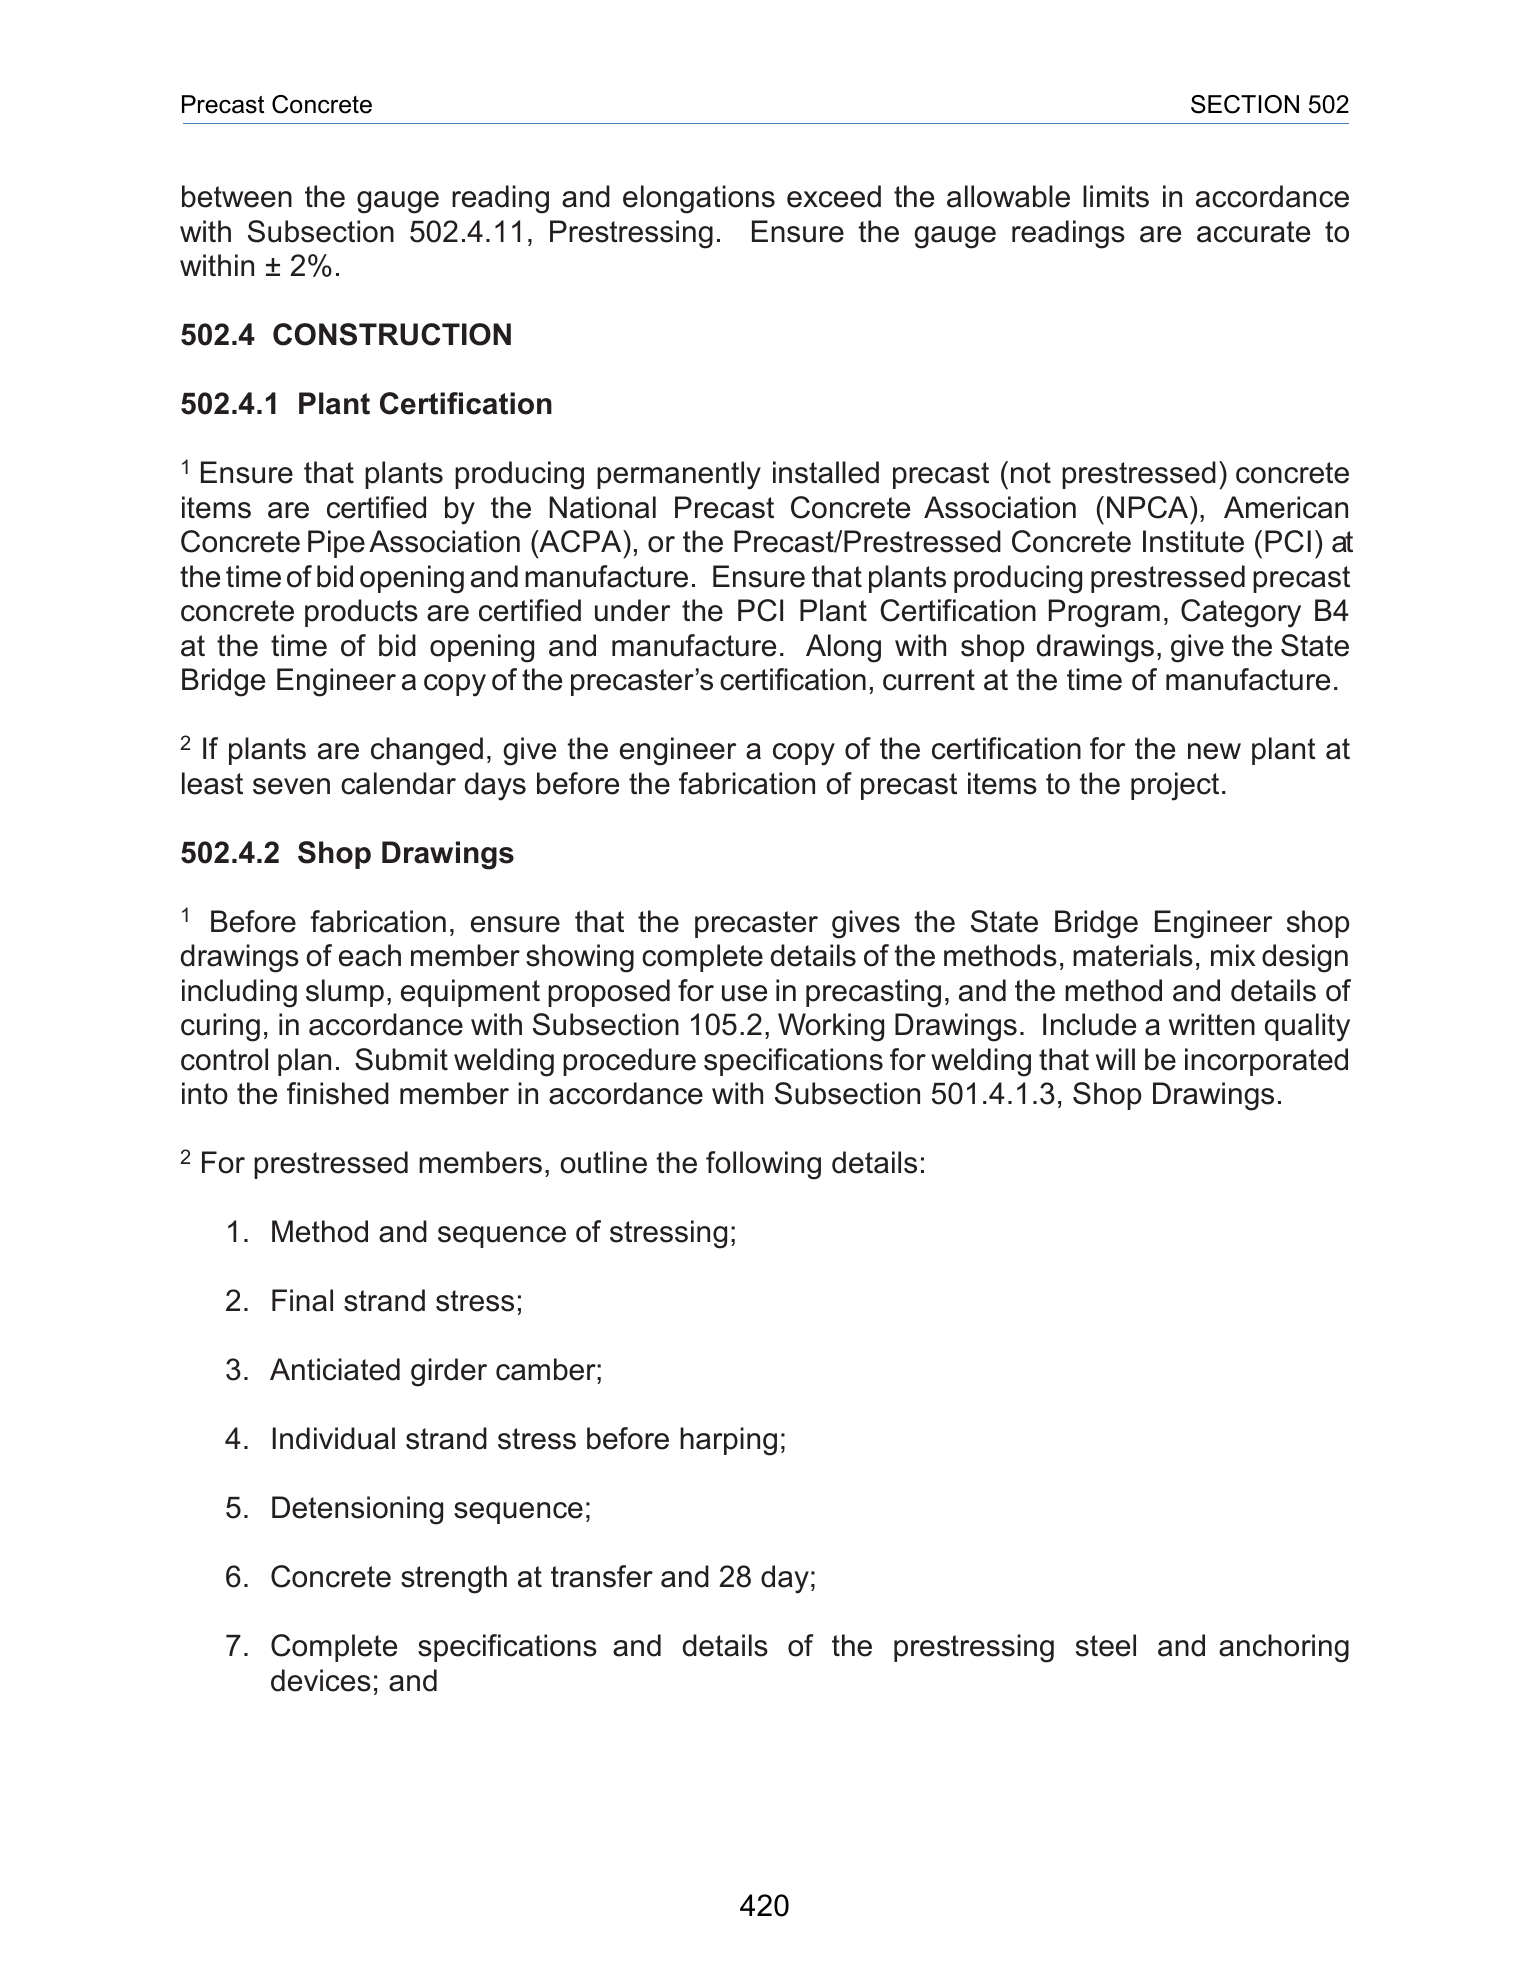 Precast Concrete SECTION 502
between the gauge reading and elongations exceed the allowable limits in accordance
with Subsection 502.4.11, Prestressing. Ensure the gauge readings are accurate to
within ± 2%.
502.4 CONSTRUCTION
502.4.1 Plant Certification
1 Ensure that plants producing permanently installed precast (not prestressed) concrete
items are certified by the National Precast Concrete Association (NPCA), American
Concrete Pipe Association (ACPA), or the Precast/Prestressed Concrete Institute (PCI) at
the time of bid opening and manufacture. Ensure that plants producing prestressed precast
concrete products are certified under the PCI Plant Certification Program, Category B4
at the time of bid opening and manufacture. Along with shop drawings, give the State
Bridge Engineer a copy of the precaster’s certification, current at the time of manufacture.
2 If plants are changed, give the engineer a copy of the certification for the new plant at
least seven calendar days before the fabrication of precast items to the project.
502.4.2 Shop Drawings
1 Before fabrication, ensure that the precaster gives the State Bridge Engineer shop
drawings of each member showing complete details of the methods, materials, mix design
including slump, equipment proposed for use in precasting, and the method and details of
curing, in accordance with Subsection 105.2, Working Drawings. Include a written quality
control plan. Submit welding procedure specifications for welding that will be incorporated
into the finished member in accordance with Subsection 501.4.1.3, Shop Drawings.
2 For prestressed members, outline the following details:
1. Method and sequence of stressing;
2. Final strand stress;
3. Anticiated girder camber;
4. Individual strand stress before harping;
5. Detensioning sequence;
6. Concrete strength at transfer and 28 day;
7. Complete specifications and details of the prestressing steel and anchoring
devices; and
420